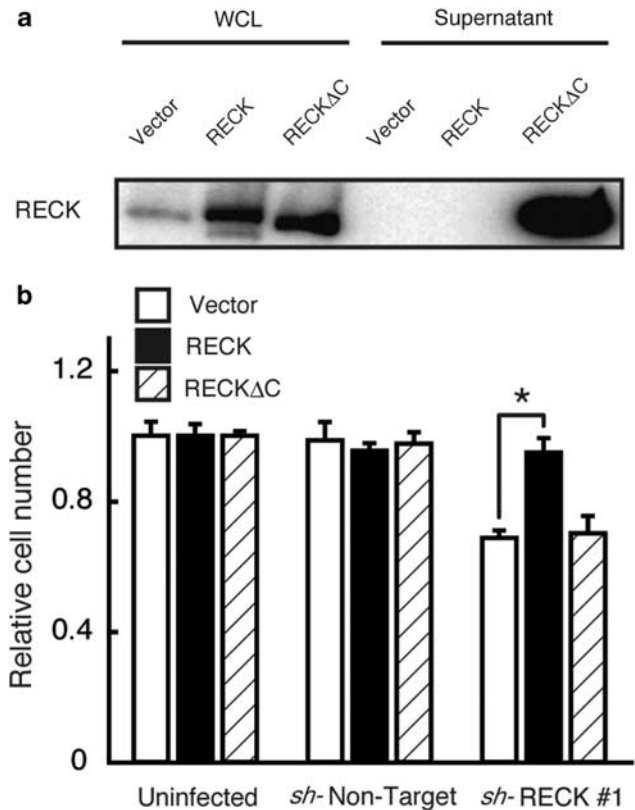 a
WCL Supernatant
Vector RECK RECKΔC Vector RECK RECKΔC
RECK
b
Vector
RECK
RECKΔC
Relative cell number
1.2
0.8
0.4
0
*
Uninfected sh-Non-Target sh-RECK #1